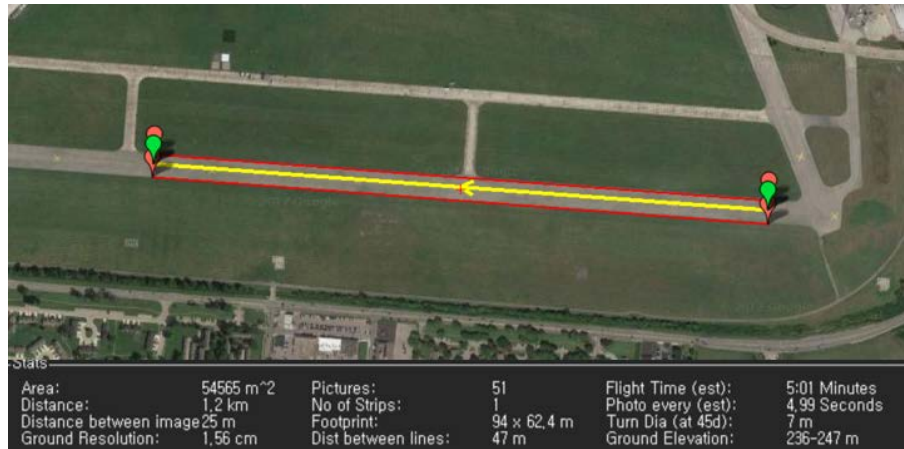 Stats
Area: 54565 m^2 Pictures: 51 Flight Time (est): 5:01 Minutes
Distance: 1,2 km No of Strips: 1 Photo every (est): 4,99 Seconds
Distance between image 25 m Footprint: 94 x 62,4 m Turn Dia (at 45d): 7 m
Ground Resolution: 1,56 cm Dist between lines: 47 m Ground Elevation: 236-247 m